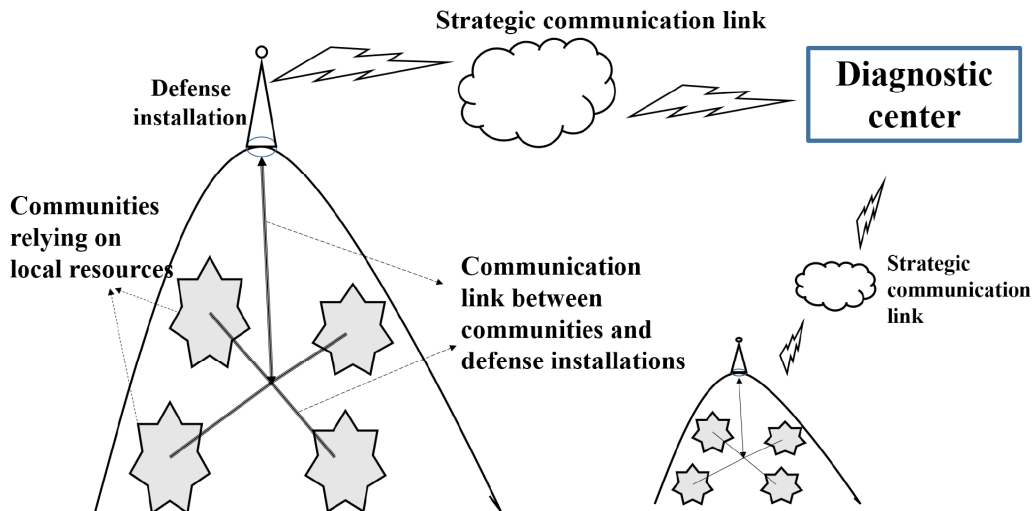 Strategic communication link
Defense
installation
Diagnostic
center
Communities
relying on
local resources
Communication
link between
communities and
defense installations
Strategic
communication
link